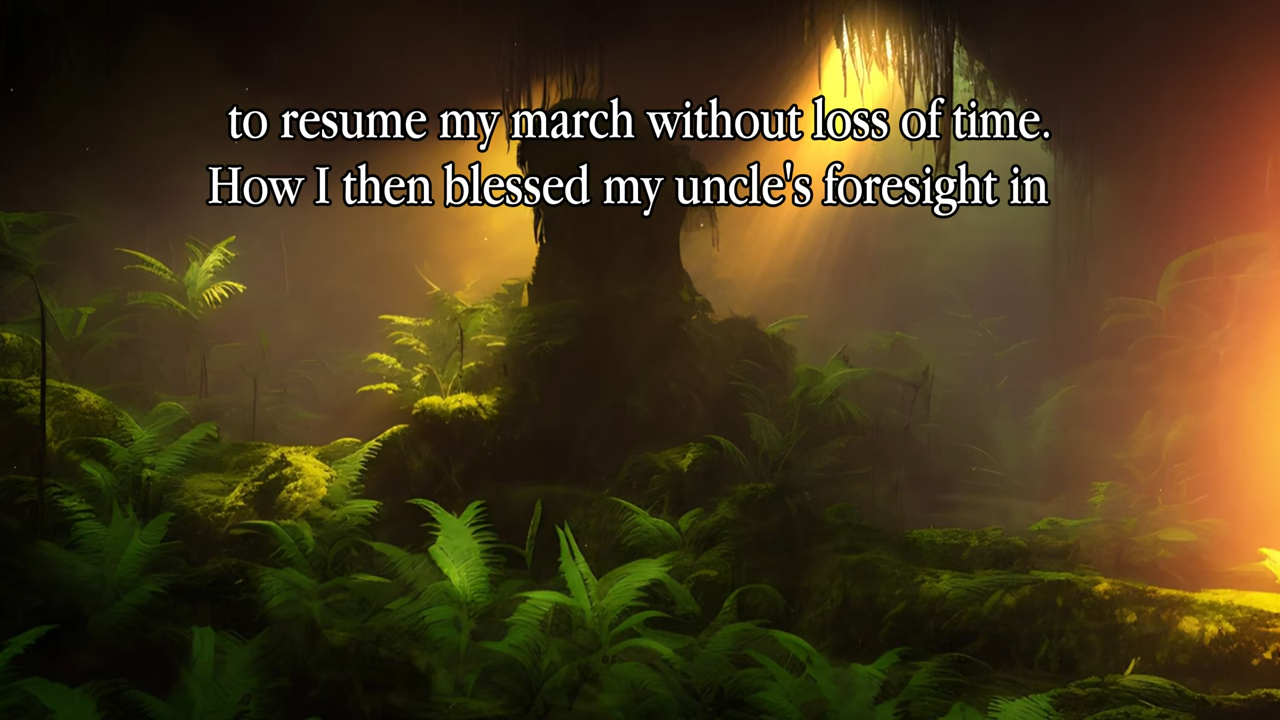 to resume my march without loss of time.
How I then blessed my uncle's foresight in